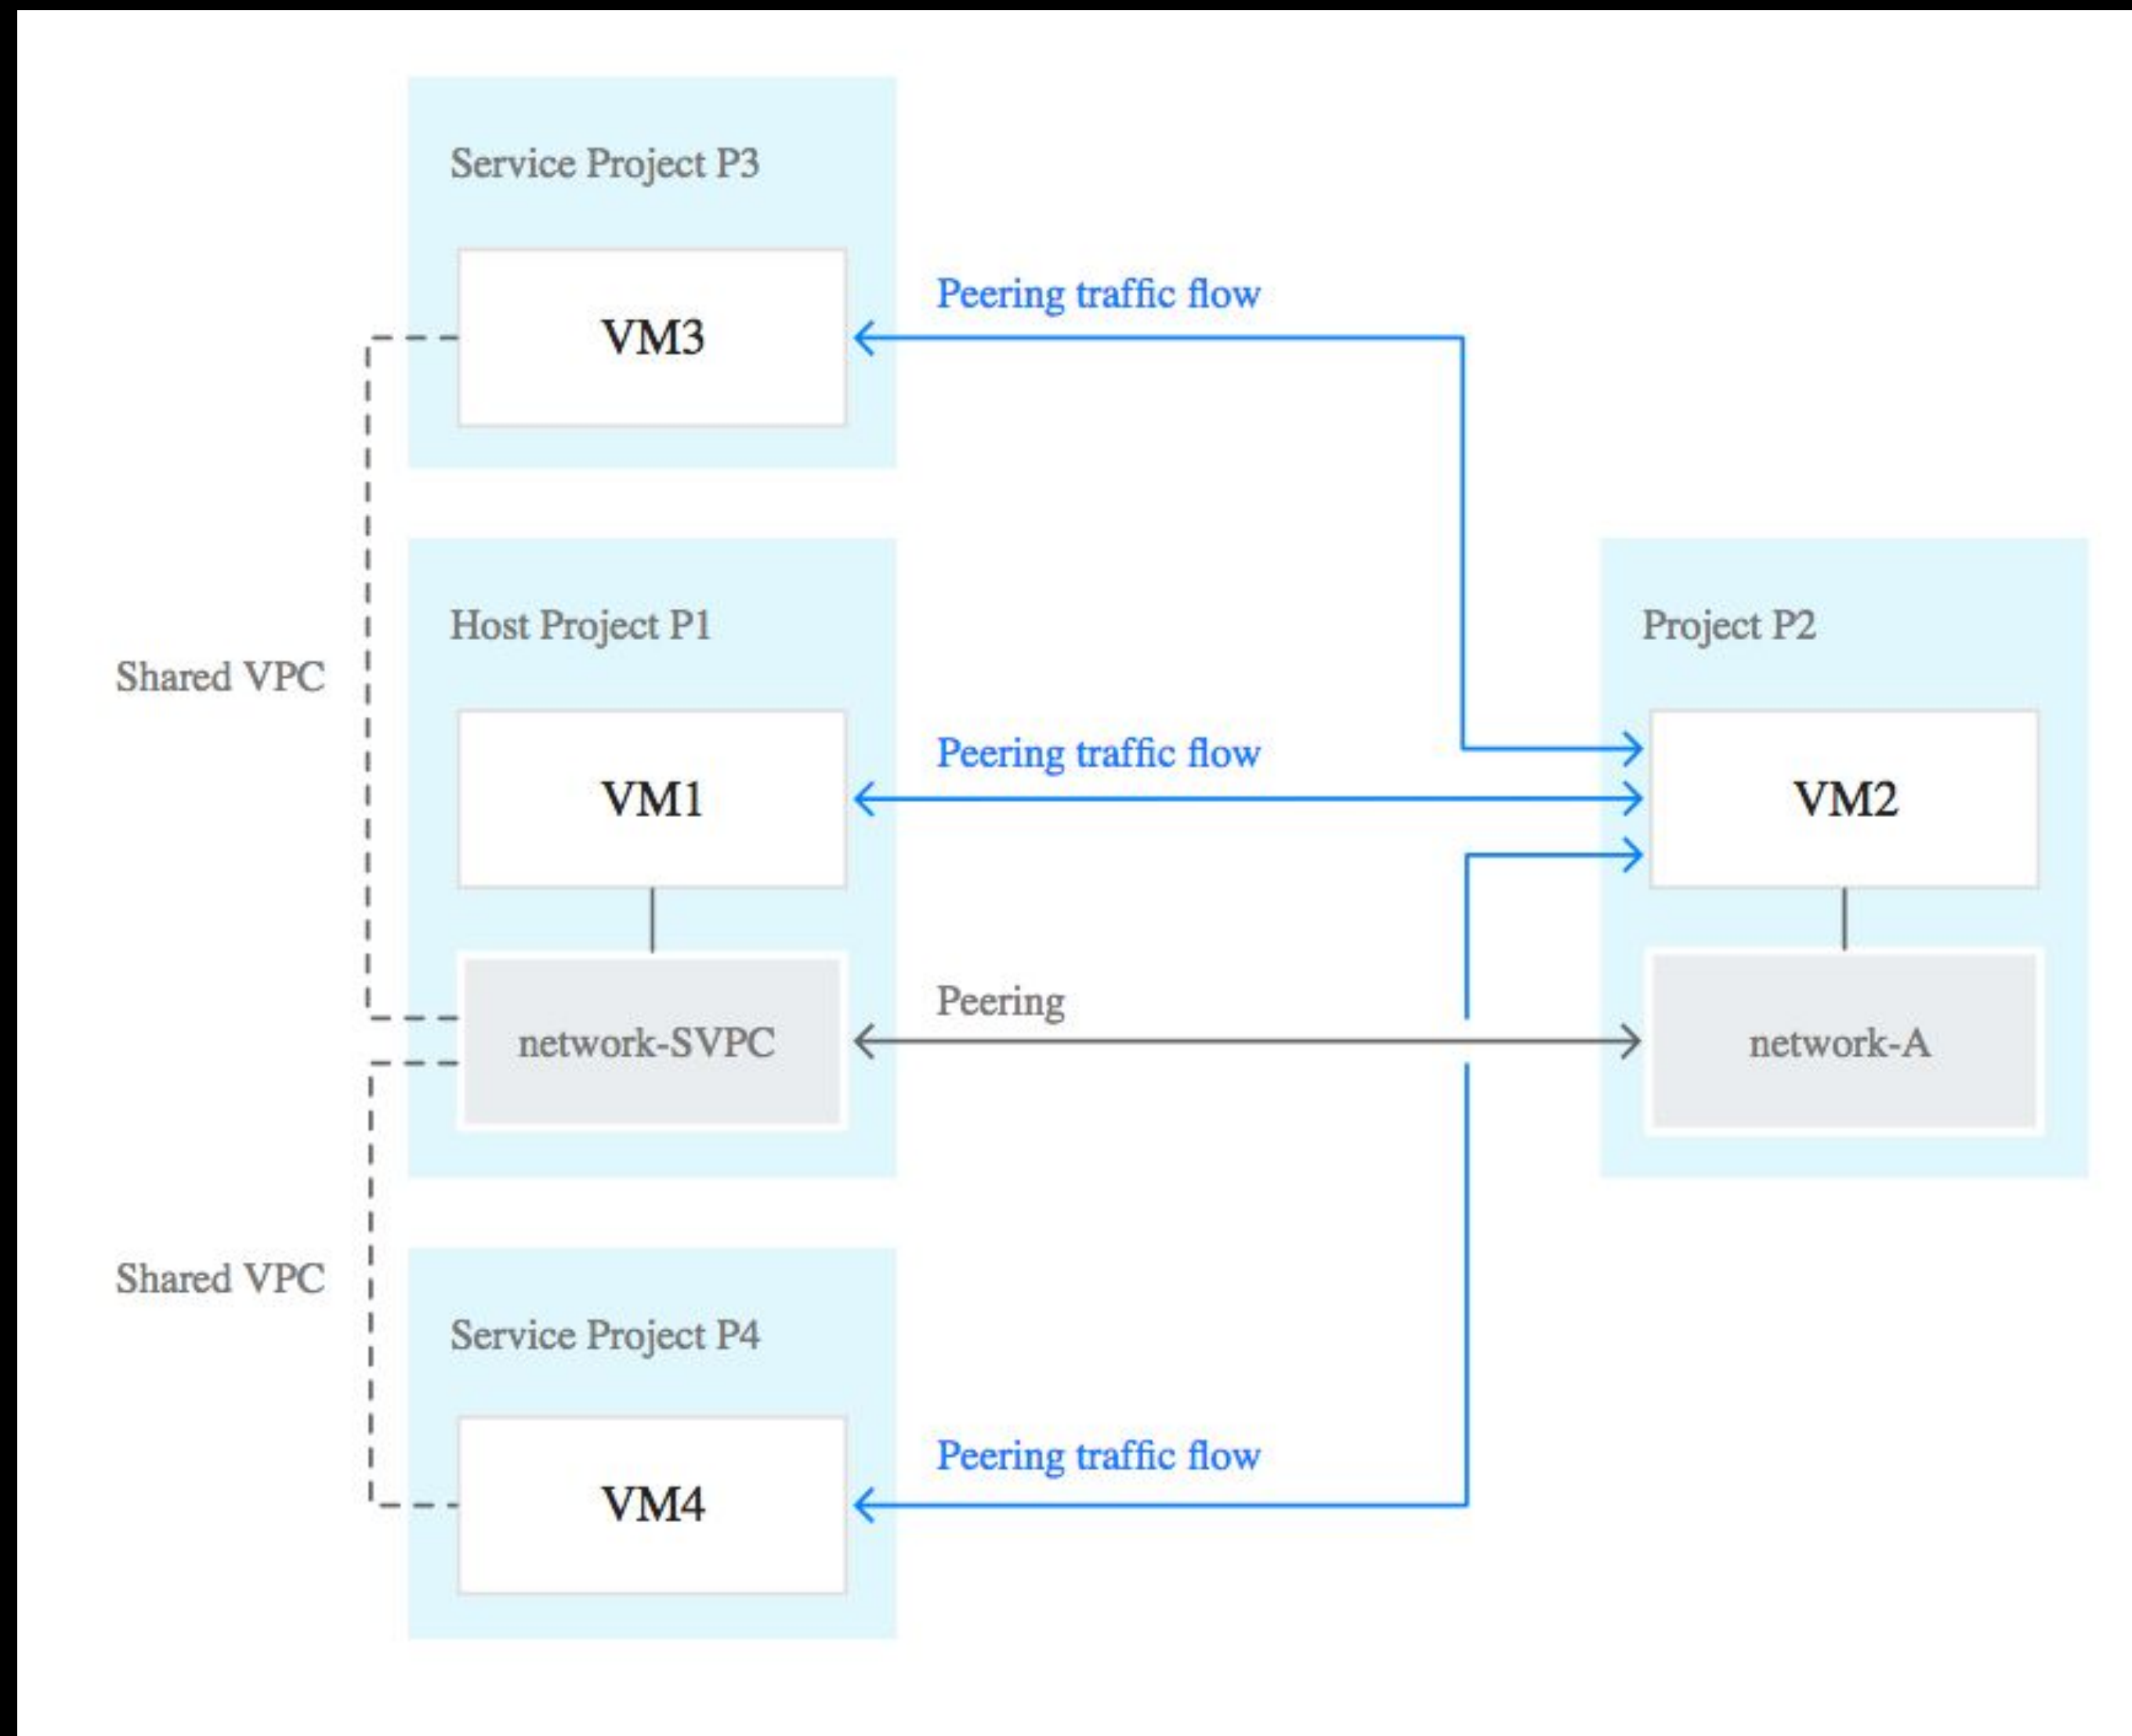 Service Project P3
VM3
Peering traffic flow
Shared VPC
Host Project P1
VM1
Peering traffic flow
Project P2
VM2
network-SVPC
Peering
network-A
Shared VPC
Service Project P4
VM4
Peering traffic flow